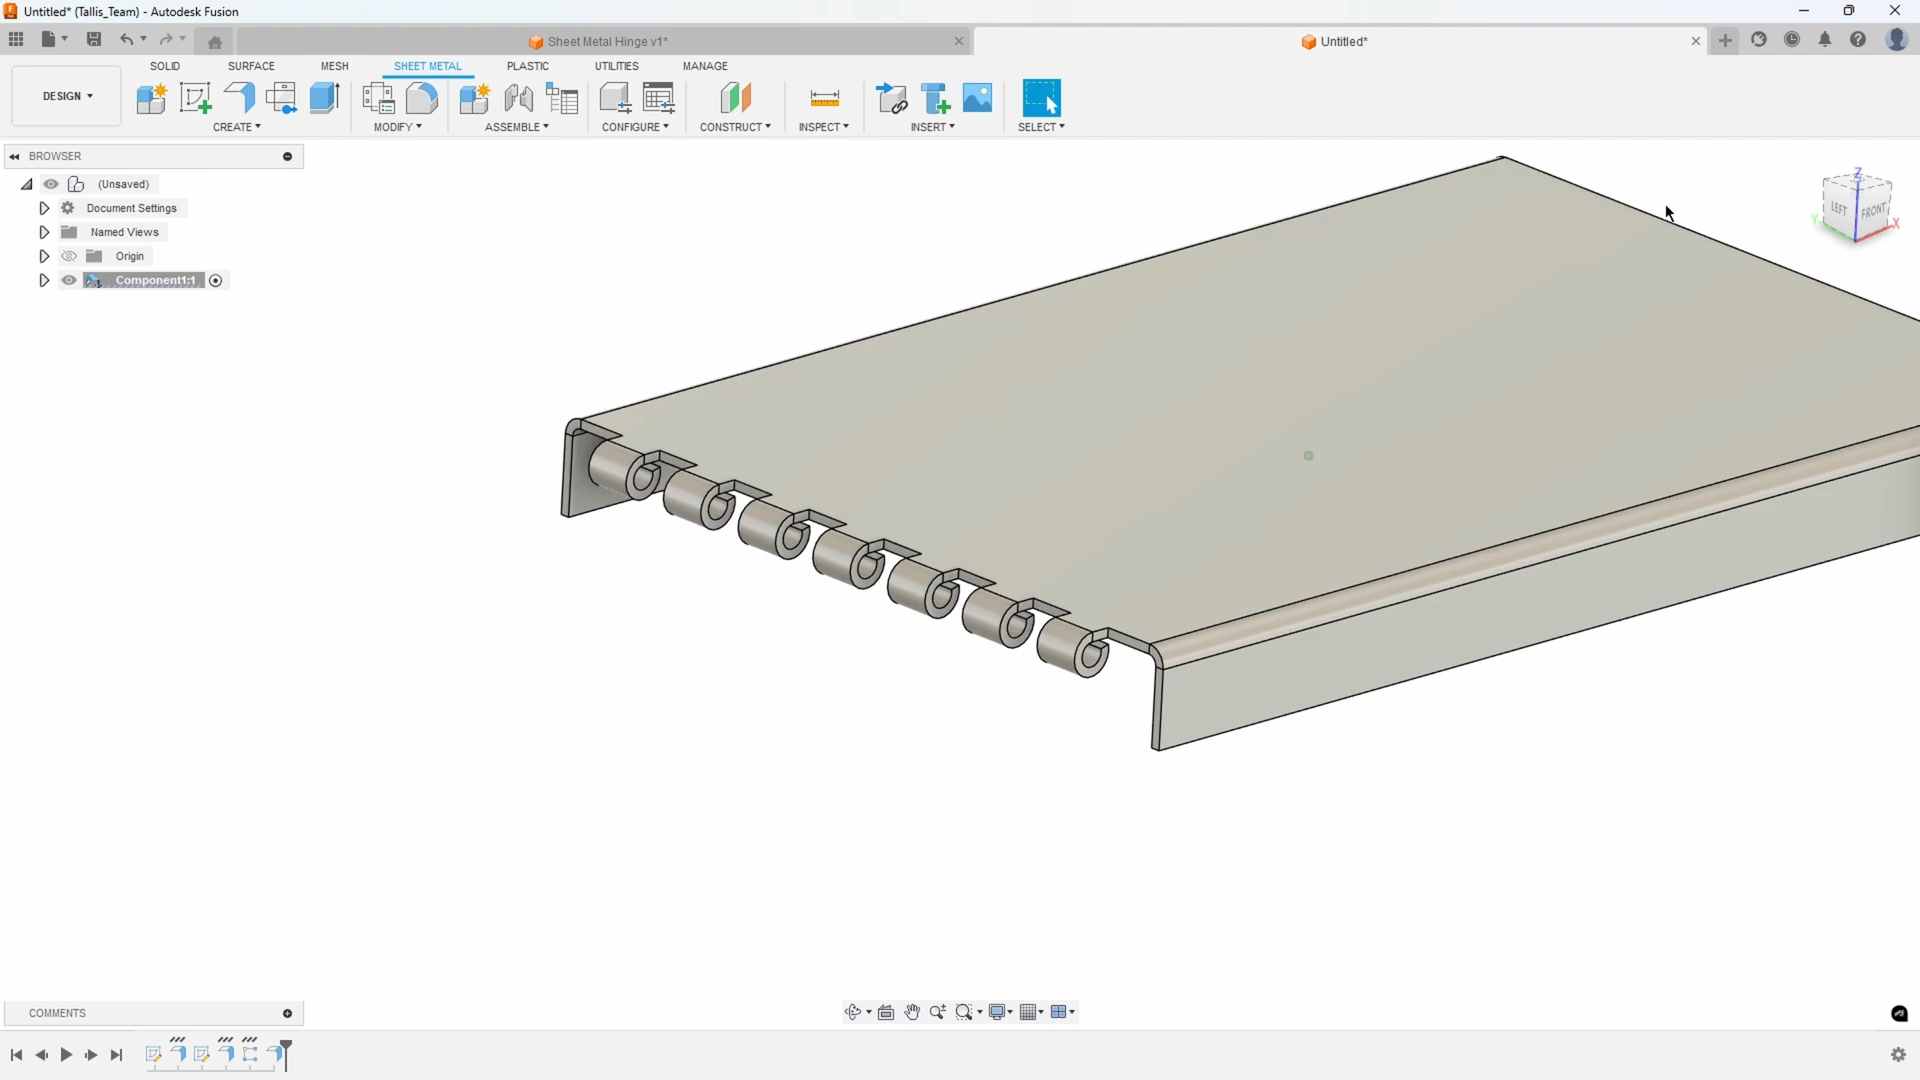 Untitled* (Tallis_Team) - Autodesk Fusion
Sheet Metal Hinge v1*
Untitled*
SOLID SURFACE MESH SHEET METAL PLASTIC UTILITIES MANAGE
DESIGN
CREATE MODIFY ASSEMBLE CONFIGURE CONSTRUCT INSPECT INSERT SELECT
BROWSER
(Unsaved)
Document Settings
Named Views
Origin
Component1:1
Z
LEFT FRONT
Y X
COMMENTS